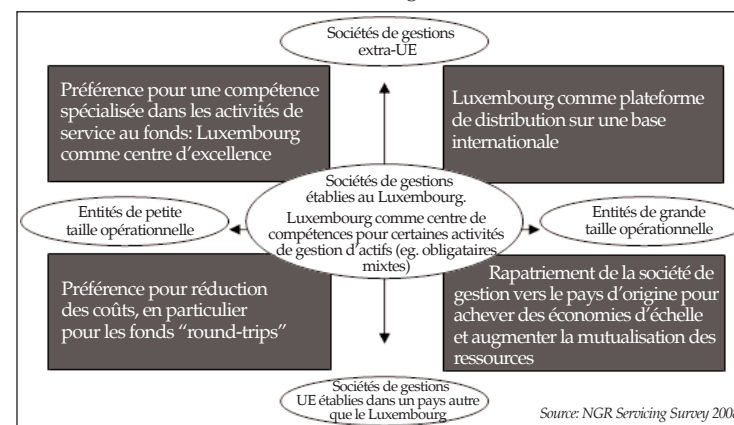 Sociétés de gestions
extra-UE
Préférence pour une compétence
spécialisée dans les activités de
service au fonds: Luxembourg
comme centre d'excellence
Luxembourg comme plateforme
de distribution sur une base
internationale
Sociétés de gestions
établies au Luxembourg.
Luxembourg comme centre de
compétences pour certaines activités
de gestion d'actifs (eg. obligataires
mixtes)
Entités de petite
taille opérationnelle
Entités de grande
taille opérationnelle
Préférence pour réduction
des coûts, en particulier
pour les fonds "round-trips"
Rapatriement de la société de
gestion vers le pays d'origine pour
achever des économies d'échelle
et augmenter la mutualisation des
ressources
Sociétés de gestions
UE établies dans un pays autre
que le Luxembourg
Source: NGR Servicing Survey